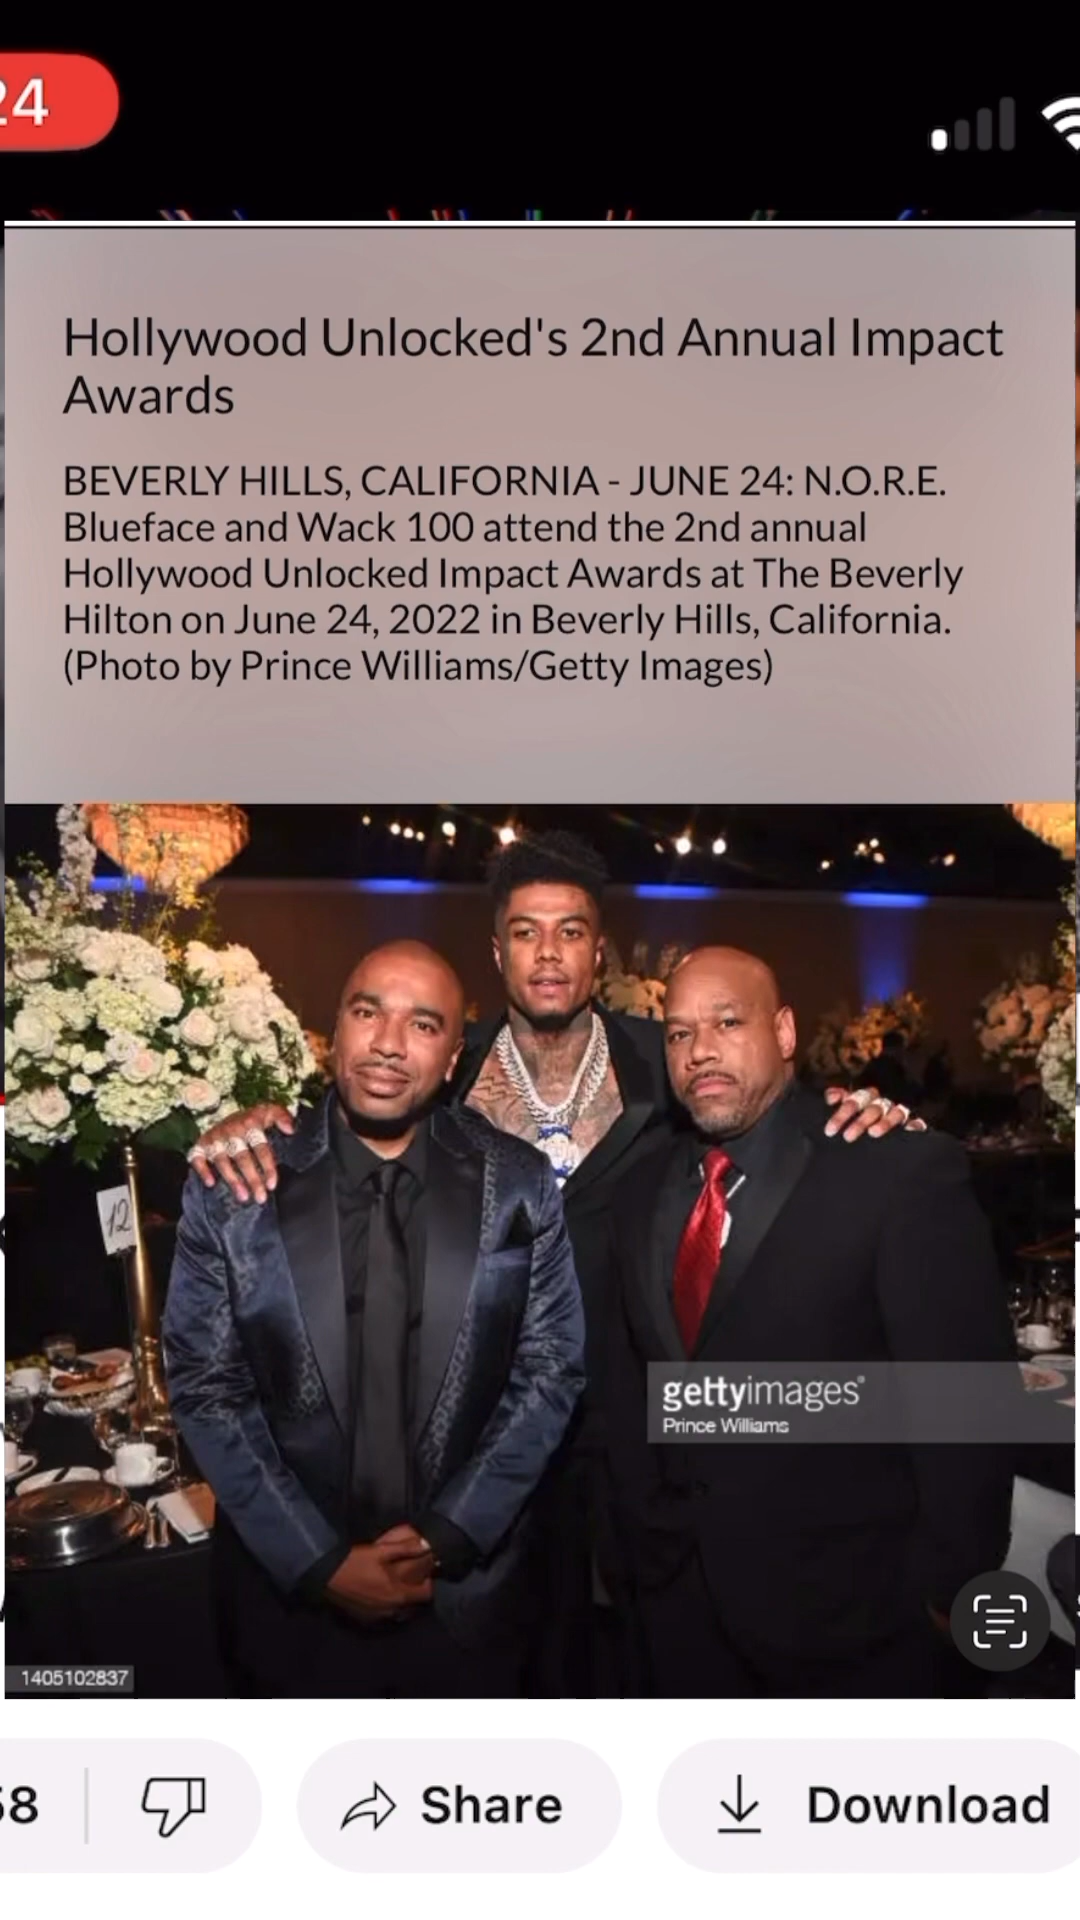 24
Hollywood Unlocked's 2nd Annual Impact
Awards
BEVERLY HILLS, CALIFORNIA - JUNE 24: N.O.R.E.
Blueface and Wack 100 attend the 2nd annual
Hollywood Unlocked Impact Awards at The Beverly
Hilton on June 24, 2022 in Beverly Hills, California.
(Photo by Prince Williams/Getty Images)
12
gettyimages®
Prince Williams
1405102837
58
Share
Download